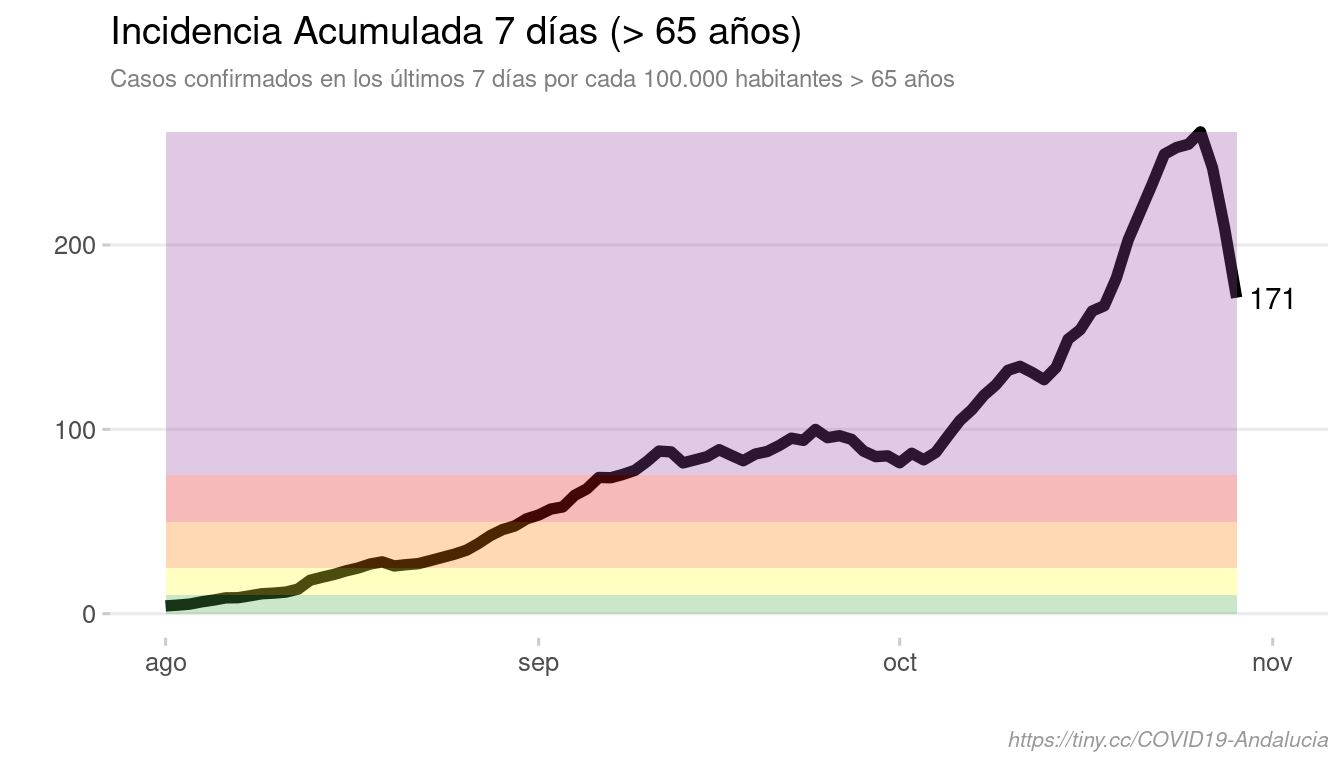 Incidencia Acumulada 7 días (> 65 años)
Casos confirmados en los últimos 7 días por cada 100.000 habitantes > 65 años
200
171
100
0
ago sep oct nov
https://tiny.cc/COVID19-Andalucia